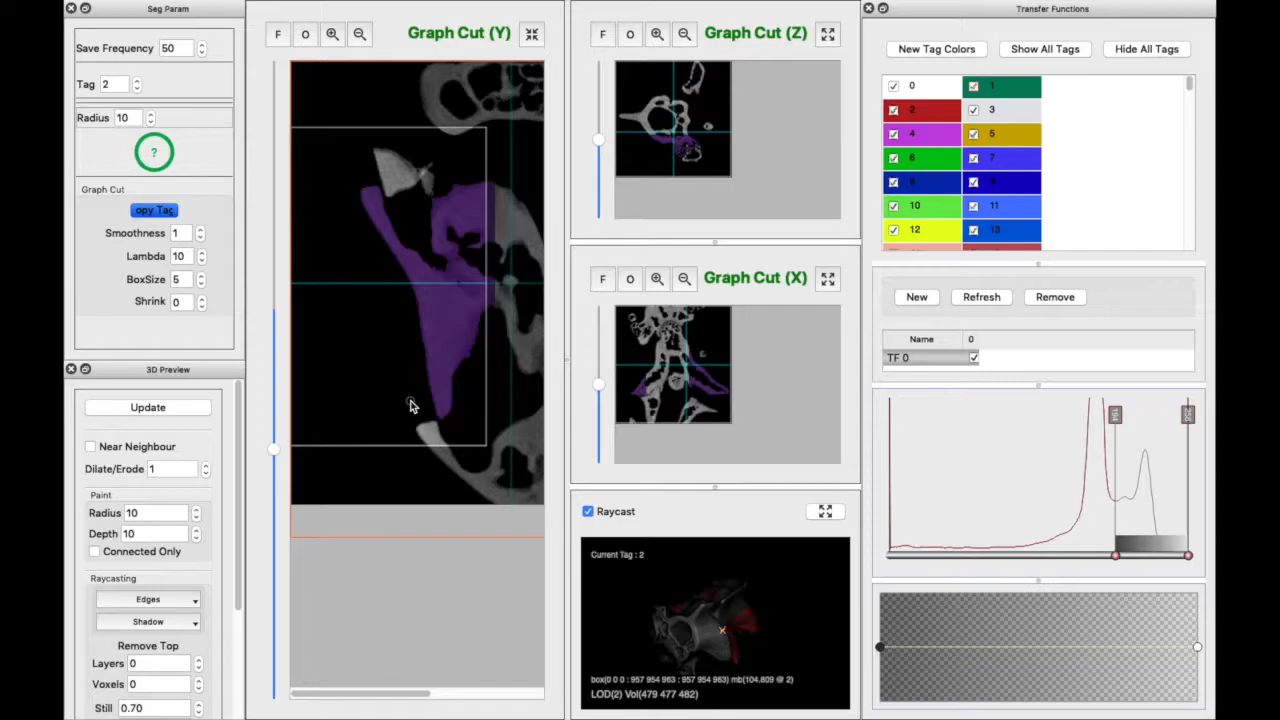 Seg Param
Save Frequency 50
Tag 2
Radius 10
?
Graph Cut
opy Tag
Smoothness 1
Lambda 10
BoxSize 5
Shrink 0
3D Preview
Update
Near Neighbour
Dilate/Erode 1
Paint
Radius 10
Depth 10
Connected Only
Raycasting
Edges
Shadow
Remove Top
Layers 0
Voxels 0
Still 0.70
F O Graph Cut (Y)
F O Graph Cut (Z)
F O Graph Cut (X)
Raycast
Current Tag : 2
box(0 0 0 : 957 954 963 : 957 954 963) mb(104.809 @ 2)
LOD(2) Vol(479 477 482)
Transfer Functions
New Tag Colors Show All Tags Hide All Tags
0 1
2 3
4 5
6 7
8 9
10 11
12 13
New Refresh Remove
Name 0
TF 0
194